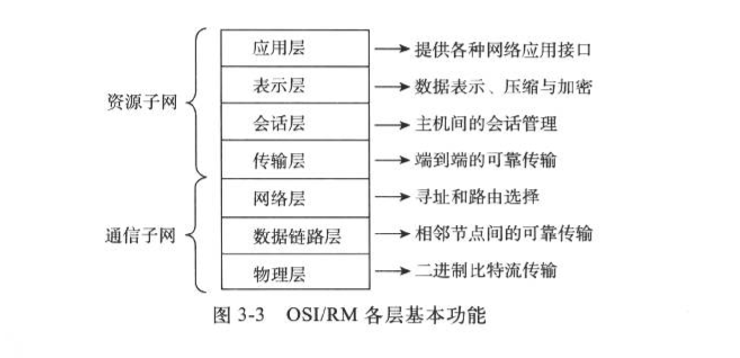 应用层 提供各种网络应用接口
表示层 数据表示、压缩与加密
资源子网
会话层 主机间的会话管理
传输层 端到端的可靠传输
网络层 寻址和路由选择
通信子网 数据链路层 相邻节点间的可靠传输
物理层 二进制比特流传输
图 3-3 OSI/RM 各层基本功能